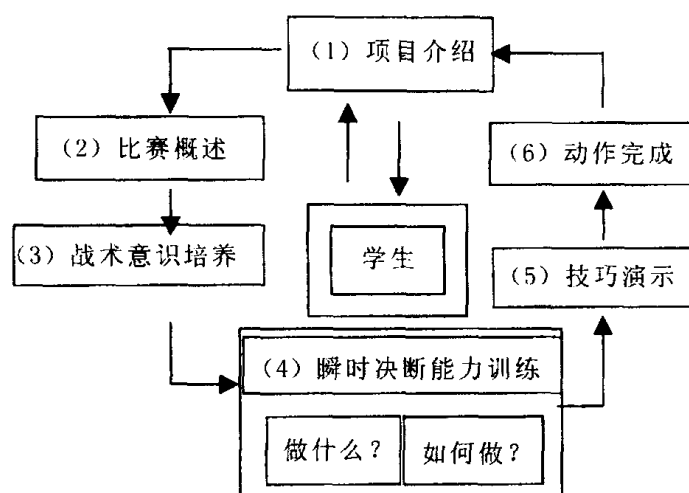 (1) 项目介绍
(2) 比赛概述
(3) 战术意识培养
(4) 瞬时决断能力训练
做什么?
如何做?
(5) 技巧演示
(6) 动作完成
学生